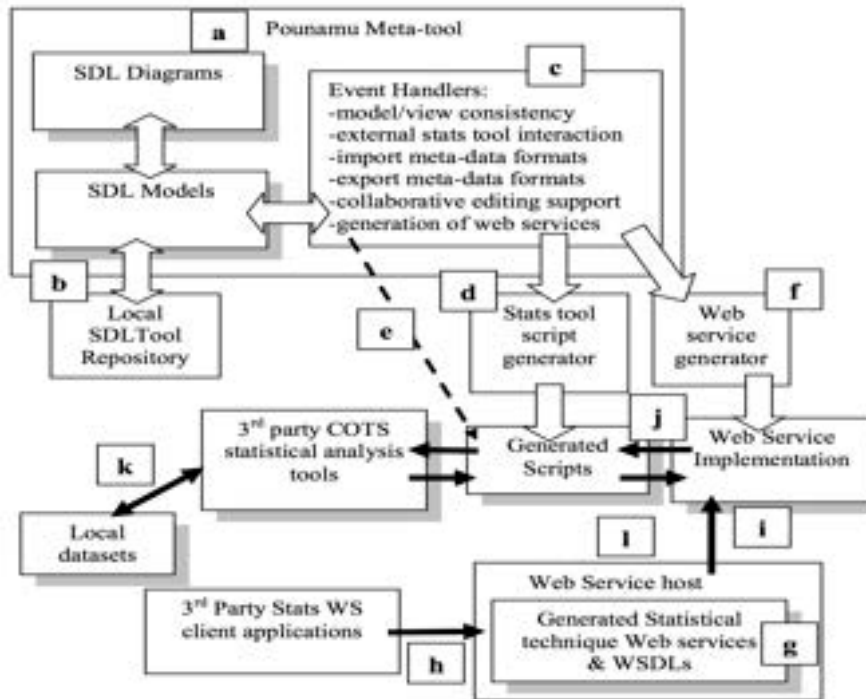 a
Pounamu Meta-tool
SDL Diagrams
c
Event Handlers:
-model/view consistency
-external stats tool interaction
-import meta-data formats
-export meta-data formats
-collaborative editing support
-generation of web services
SDL Models
b
Local
SDLTool
Repository
d
Stats tool
script
generator
f
Web
service
generator
e
j
3rd party COTS
statistical analysis
tools
Generated
Scripts
Web Service
Implementation
k
Local
datasets
l
i
Web Service host
3rd Party Stats WS
client applications
h
Generated Statistical
technique Web services
& WSDLs
g